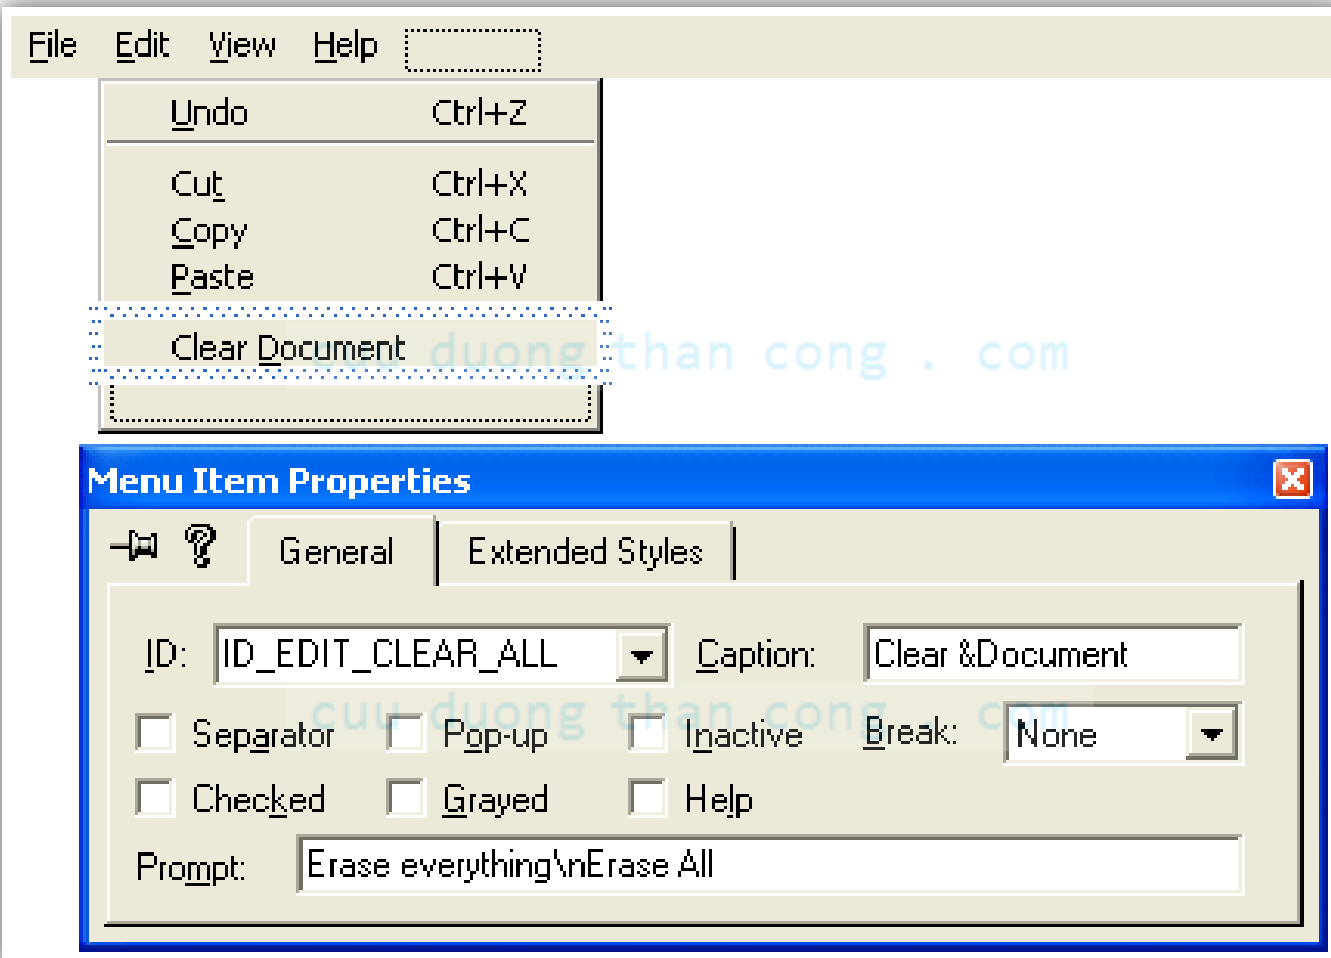 File Edit View Help
Undo Ctrl+Z
Cut Ctrl+X
Copy Ctrl+C
Paste Ctrl+V
Clear Document
cuu duong than cong . com
Menu Item Properties
General Extended Styles
ID: ID_EDIT_CLEAR_ALL Caption: Clear &Document
cuu duong than cong . com
Separator Pop-up Inactive Break: None
Checked Grayed Help
Prompt: Erase everything\nErase All